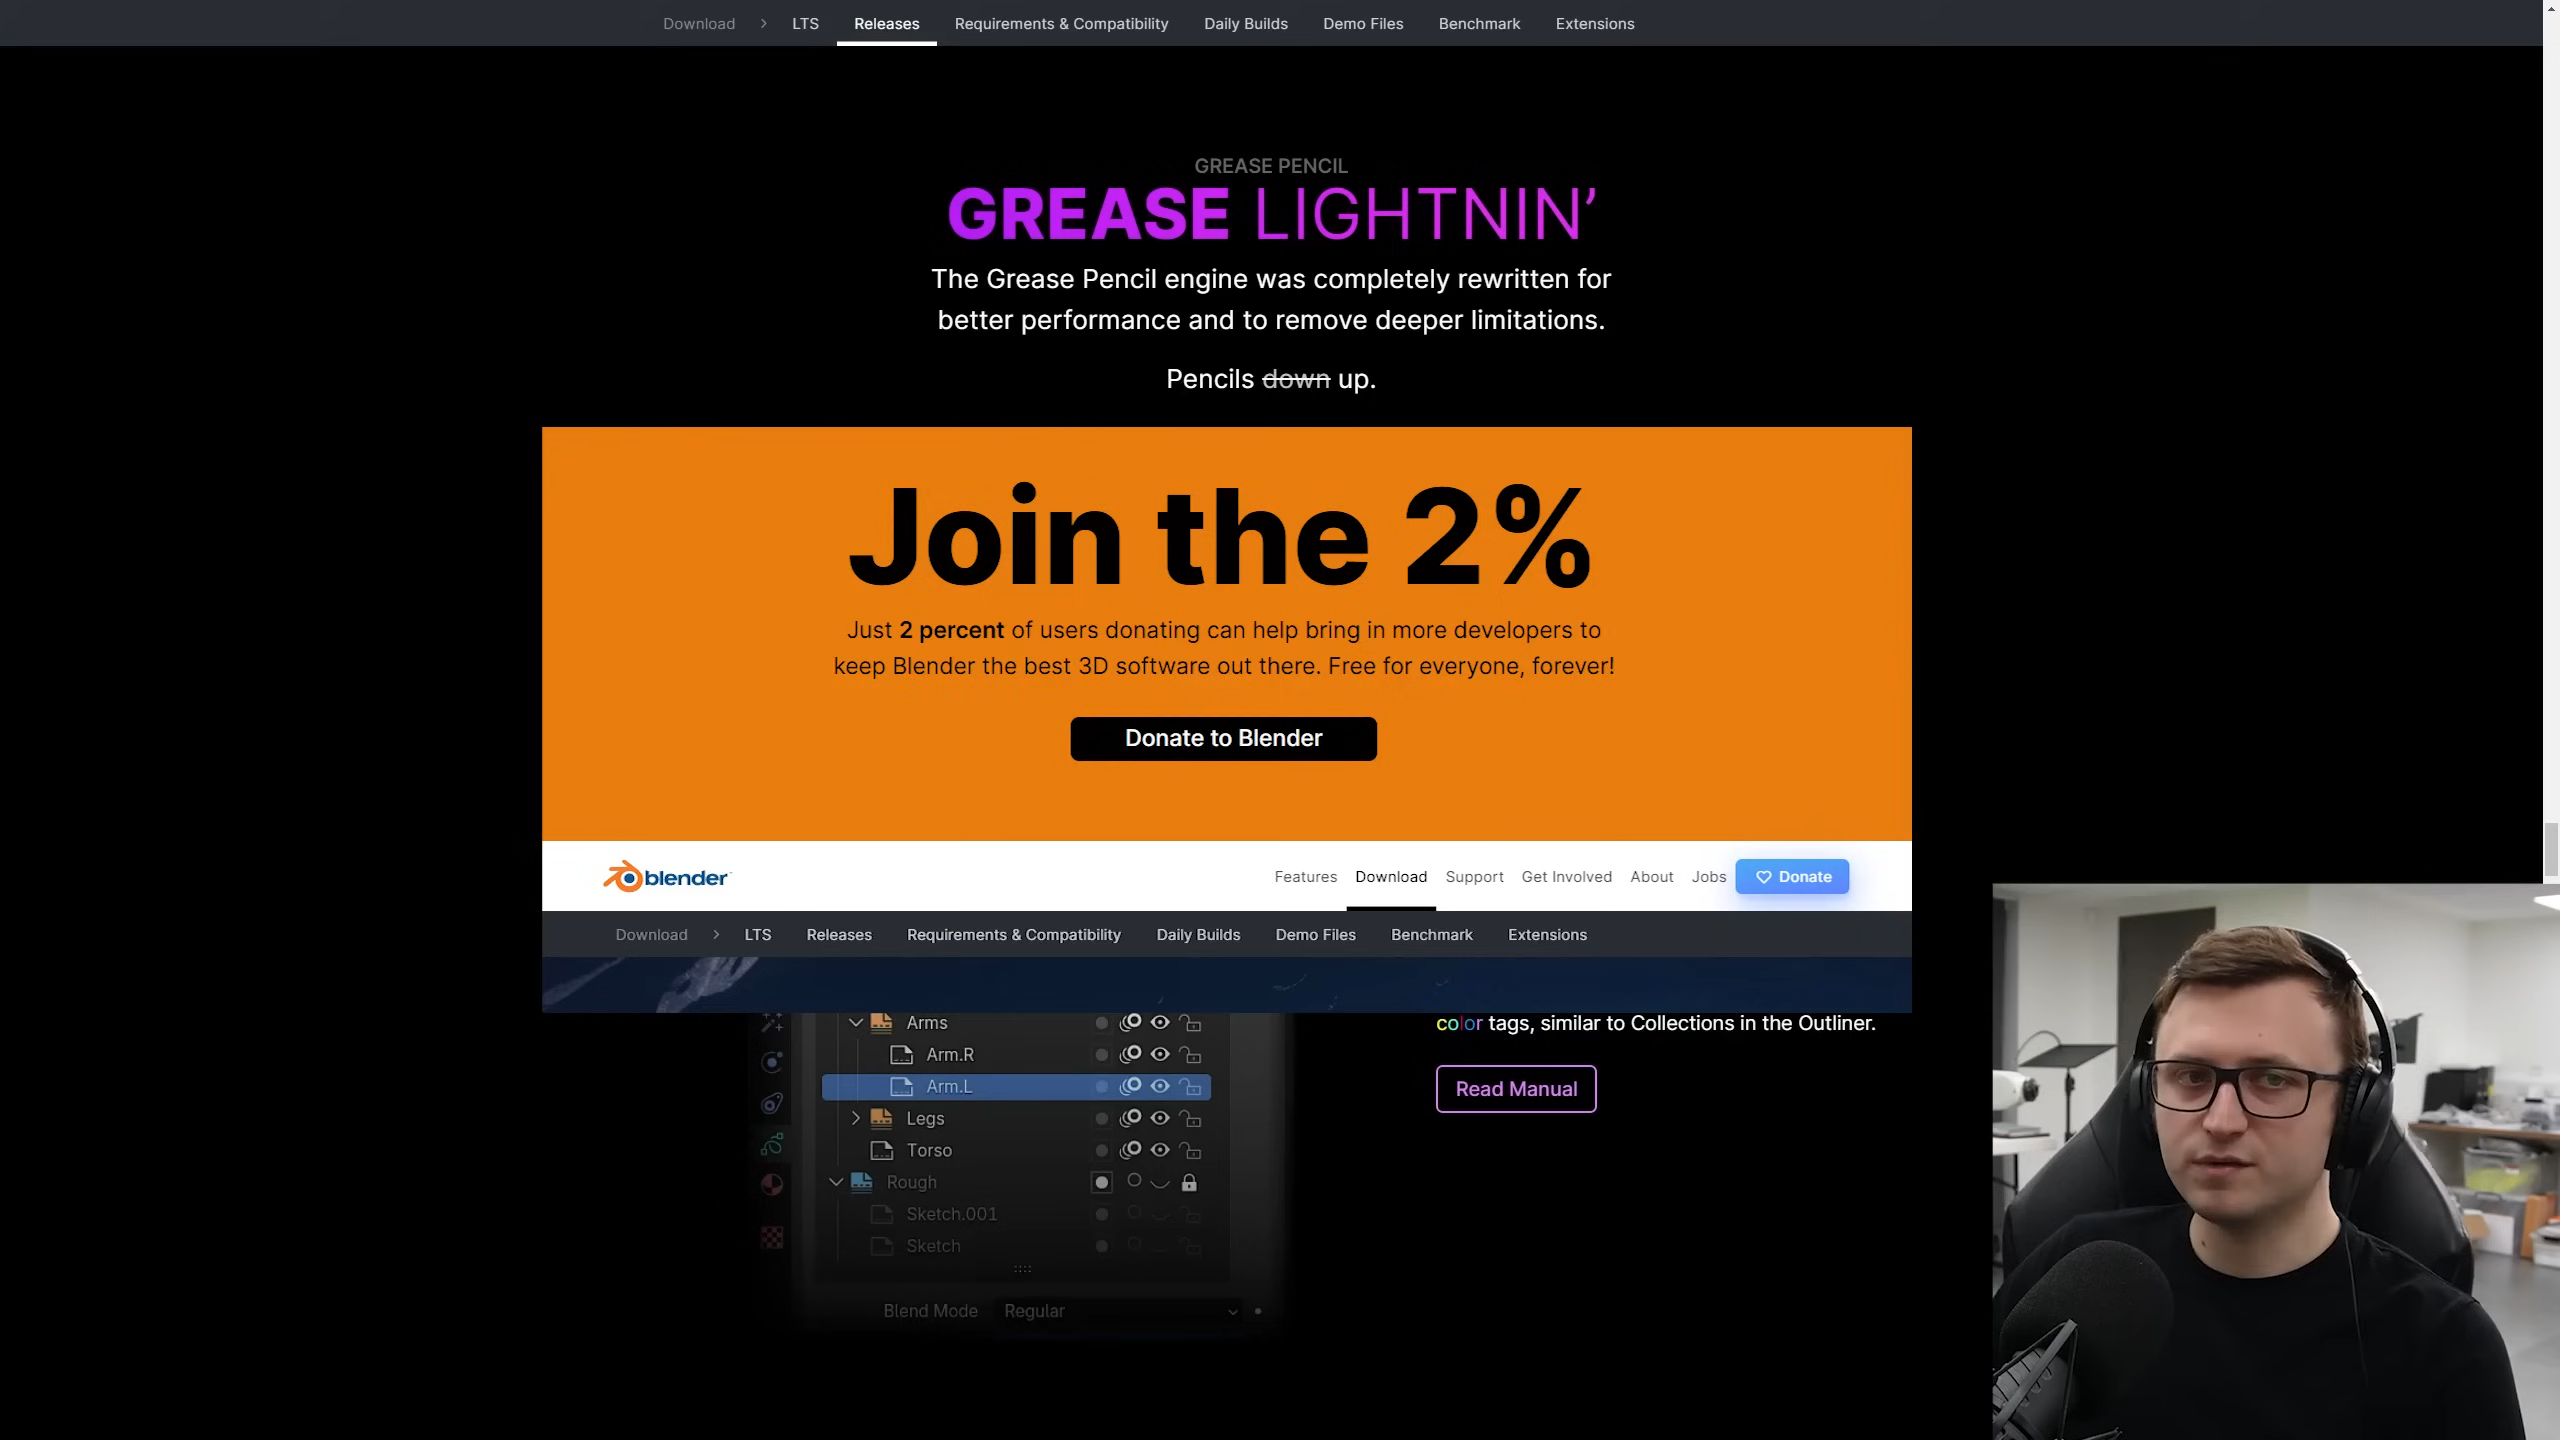 Download > LTS Releases Requirements & Compatibility Daily Builds Demo Files Benchmark Extensions
GREASE PENCIL
GREASE LIGHTNIN’
The Grease Pencil engine was completely rewritten for
better performance and to remove deeper limitations.
Pencils down up.
Join the 2%
Just 2 percent of users donating can help bring in more developers to
keep Blender the best 3D software out there. Free for everyone, forever!
Donate to Blender
blender Features Download Support Get Involved About Jobs Donate
Download > LTS Releases Requirements & Compatibility Daily Builds Demo Files Benchmark Extensions
Arms
color tags, similar to Collections in the Outliner.
Arm.R
Arm.L
Read Manual
Legs
Torso
Rough
Sketch.001
Sketch
Blend Mode Regular